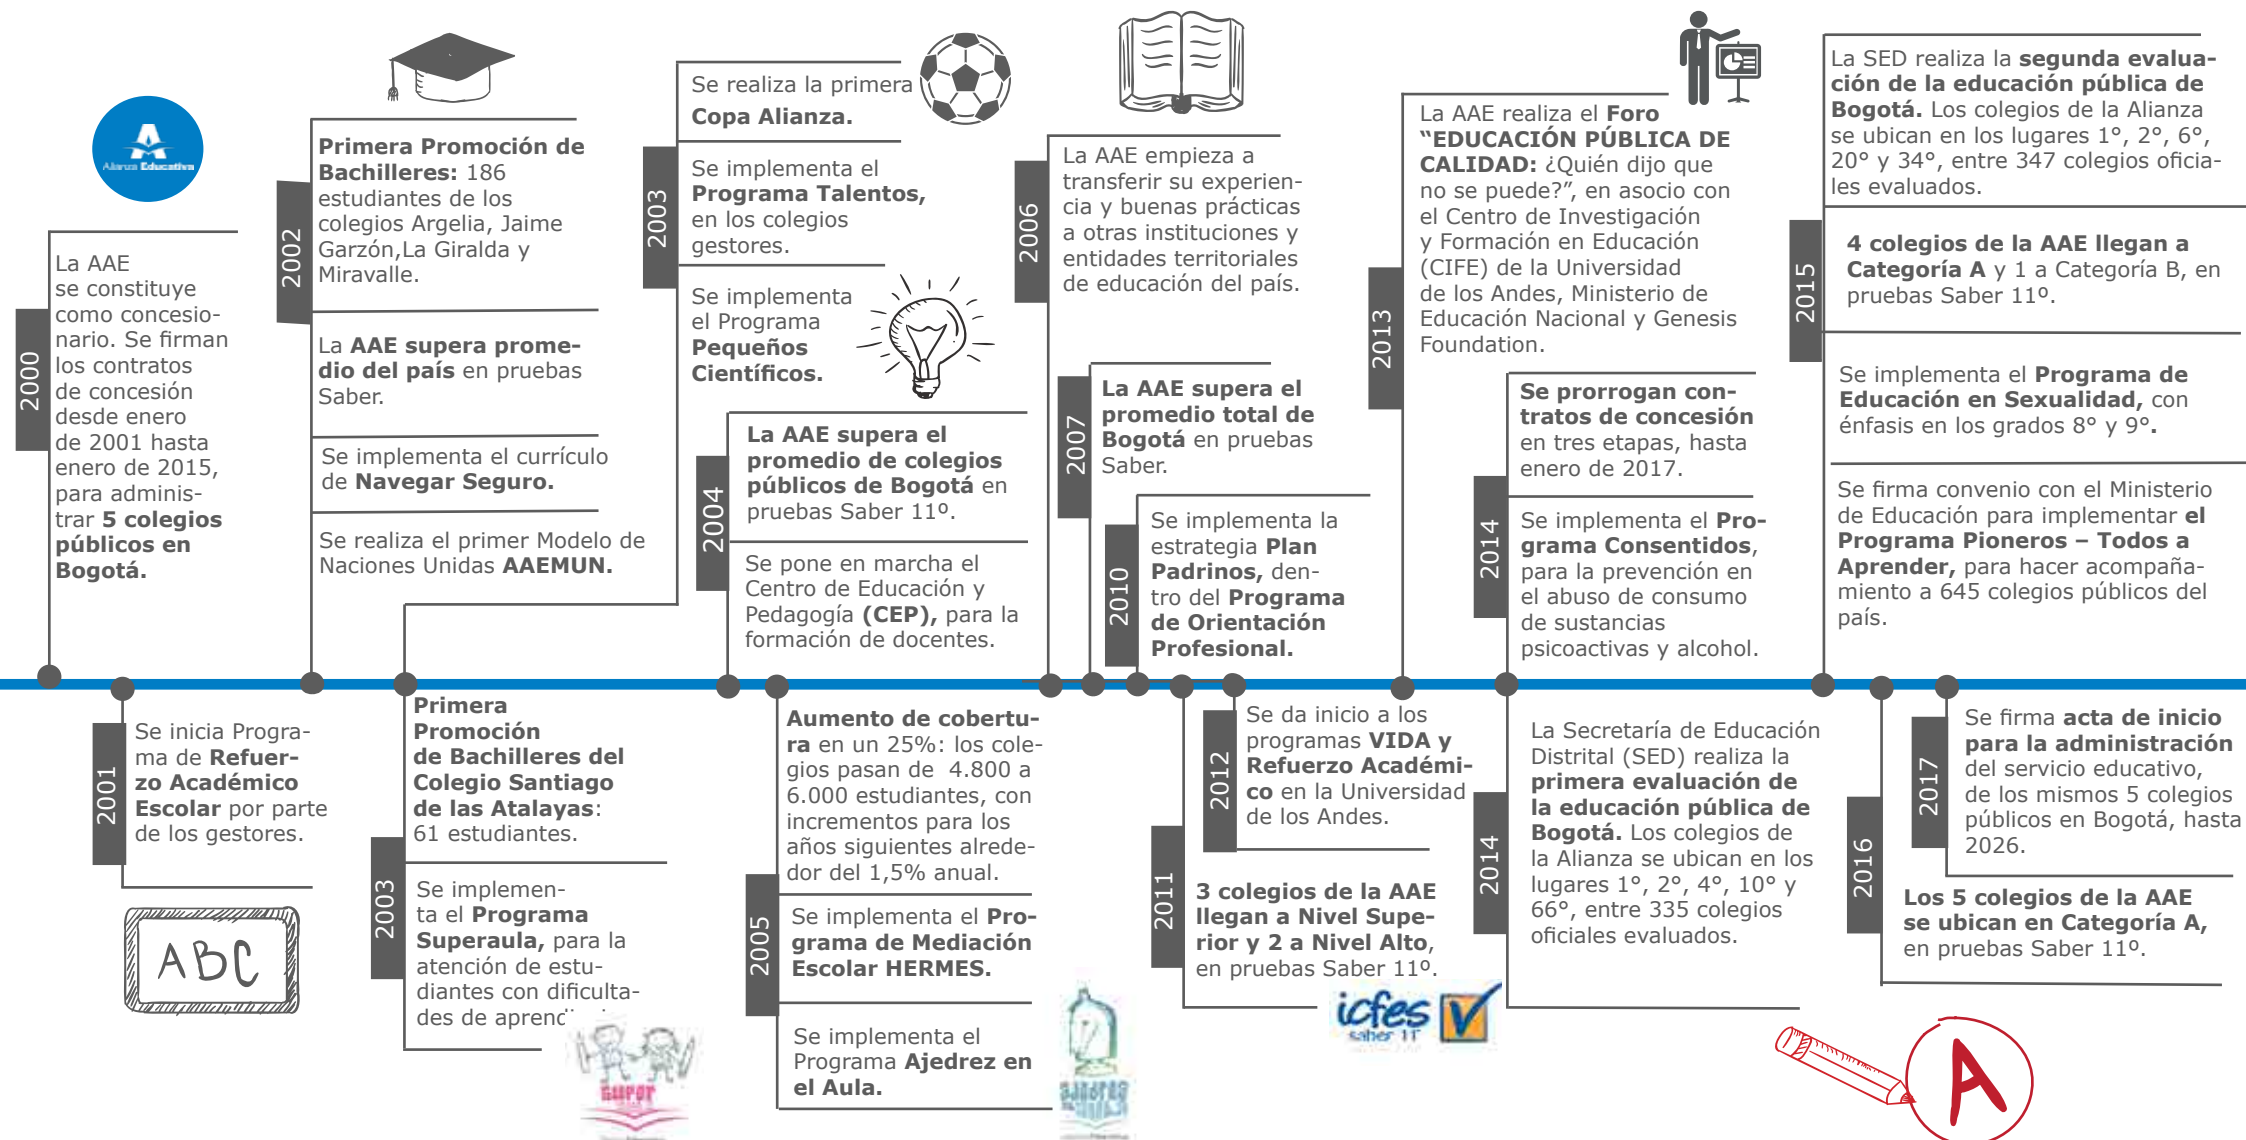 Alianza Educativa
2000
La AAE
se constituye
como concesio-
nario. Se firman
los contratos
de concesión
desde enero
de 2001 hasta
enero de 2015,
para adminis-
trar 5 colegios
públicos en
Bogotá.
2001
Se inicia Progra-
ma de Refuer-
zo Académico
Escolar por parte
de los gestores.
ABC
2002
Primera Promoción de
Bachilleres: 186
estudiantes de los
colegios Argelia, Jaime
Garzón,La Giralda y
Miravalle.
La AAE supera prome-
dio del país en pruebas
Saber.
Se implementa el currículo
de Navegar Seguro.
Se realiza el primer Modelo de
Naciones Unidas AAEMUN.
2003
Se realiza la primera
Copa Alianza.
Se implementa el
Programa Talentos,
en los colegios
gestores.
Se implementa
el Programa
Pequeños
Científicos.
2003
Primera
Promoción
de Bachilleres del
Colegio Santiago
de las Atalayas:
61 estudiantes.
Se implemen-
ta el Programa
Superaula, para la
atención de estu-
diantes con dificulta-
des de
2004
La AAE supera el
promedio de colegios
públicos de Bogotá en
pruebas Saber 11º.
Se pone en marcha el
Centro de Educación y
Pedagogía (CEP), para la
formación de docentes.
2005
Aumento de cobertu-
ra en un 25%: los cole-
gios pasan de 4.800 a
6.000 estudiantes, con
incrementos para los
años siguientes alrede-
dor del 1,5% anual.
Se implementa el Pro-
grama de Mediación
Escolar HERMES.
Se implementa el
Programa Ajedrez en
el Aula.
2006
La AAE empieza a
transferir su experien-
cia y buenas prácticas
a otras instituciones y
entidades territoriales
de educación del país.
2007
La AAE supera el
promedio total de
Bogotá en pruebas
Saber.
2010
Se implementa la
estrategia Plan
Padrinos, den-
tro del Programa
de Orientación
Profesional.
2011
3 colegios de la AAE
llegan a Nivel Supe-
rior y 2 a Nivel Alto,
en pruebas Saber 11º.
icfes
saber 11°
2012
Se da inicio a los
programas VIDA y
Refuerzo Académi-
co en la Universidad
de los Andes.
2013
La AAE realiza el Foro
“EDUCACIÓN PÚBLICA DE
CALIDAD: ¿Quién dijo que
no se puede?”, en asocio con
el Centro de Investigación
y Formación en Educación
(CIFE) de la Universidad
de los Andes, Ministerio de
Educación Nacional y Genesis
Foundation.
2014
Se prorrogan con-
tratos de concesión
en tres etapas, hasta
enero de 2017.
Se implementa el Pro-
grama Consentidos,
para la prevención en
el abuso de consumo
de sustancias
psicoactivas y alcohol.
2014
La Secretaría de Educación
Distrital (SED) realiza la
primera evaluación de
la educación pública de
Bogotá. Los colegios de
la Alianza se ubican en los
lugares 1°, 2°, 4°, 10° y
66°, entre 335 colegios
oficiales evaluados.
2015
La SED realiza la segunda evalua-
ción de la educación pública de
Bogotá. Los colegios de la Alianza
se ubican en los lugares 1°, 2°, 6°,
20° y 34°, entre 347 colegios oficia-
les evaluados.
4 colegios de la AAE llegan a
Categoría A y 1 a Categoría B, en
pruebas Saber 11º.
Se implementa el Programa de
Educación en Sexualidad, con
énfasis en los grados 8° y 9°.
Se firma convenio con el Ministerio
de Educación para implementar el
Programa Pioneros – Todos a
Aprender, para hacer acompaña-
miento a 645 colegios públicos del
país.
2016
Los 5 colegios de la AAE
se ubican en Categoría A,
en pruebas Saber 11º.
2017
Se firma acta de inicio
para la administración
del servicio educativo,
de los mismos 5 colegios
públicos en Bogotá, hasta
2026.
A